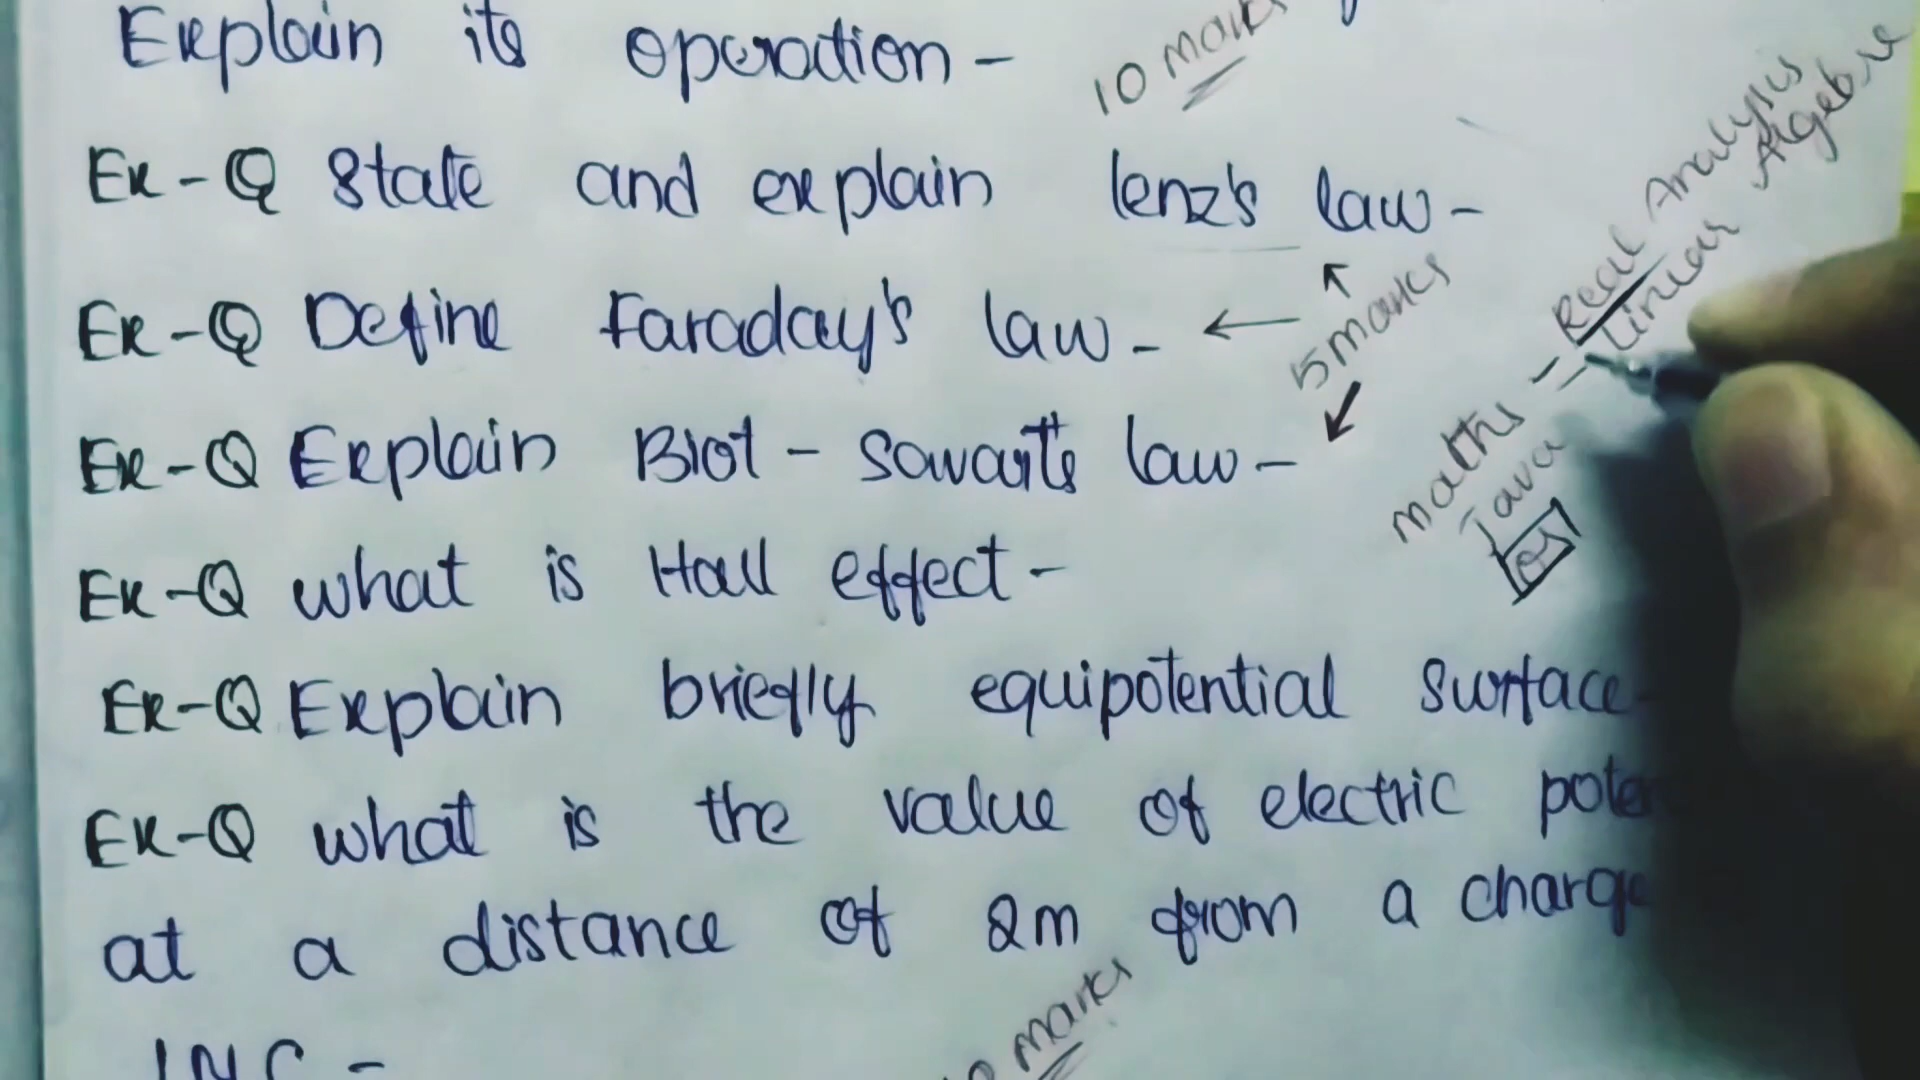 Explain its operation -
10 marks
Ex-Q State and explain lenz's law -
Ex-Q Define Faraday's law -
5 marks
Ex-Q Explain Biot - Savart's law -
Ex-Q what is Hall effect -
Ex-Q Explain briefly equipotential surface -
Ex-Q what is the value of electric poten
at a distance of 2m from a charge
marks
maths - Real Analysis
- Linear Algebra
Java